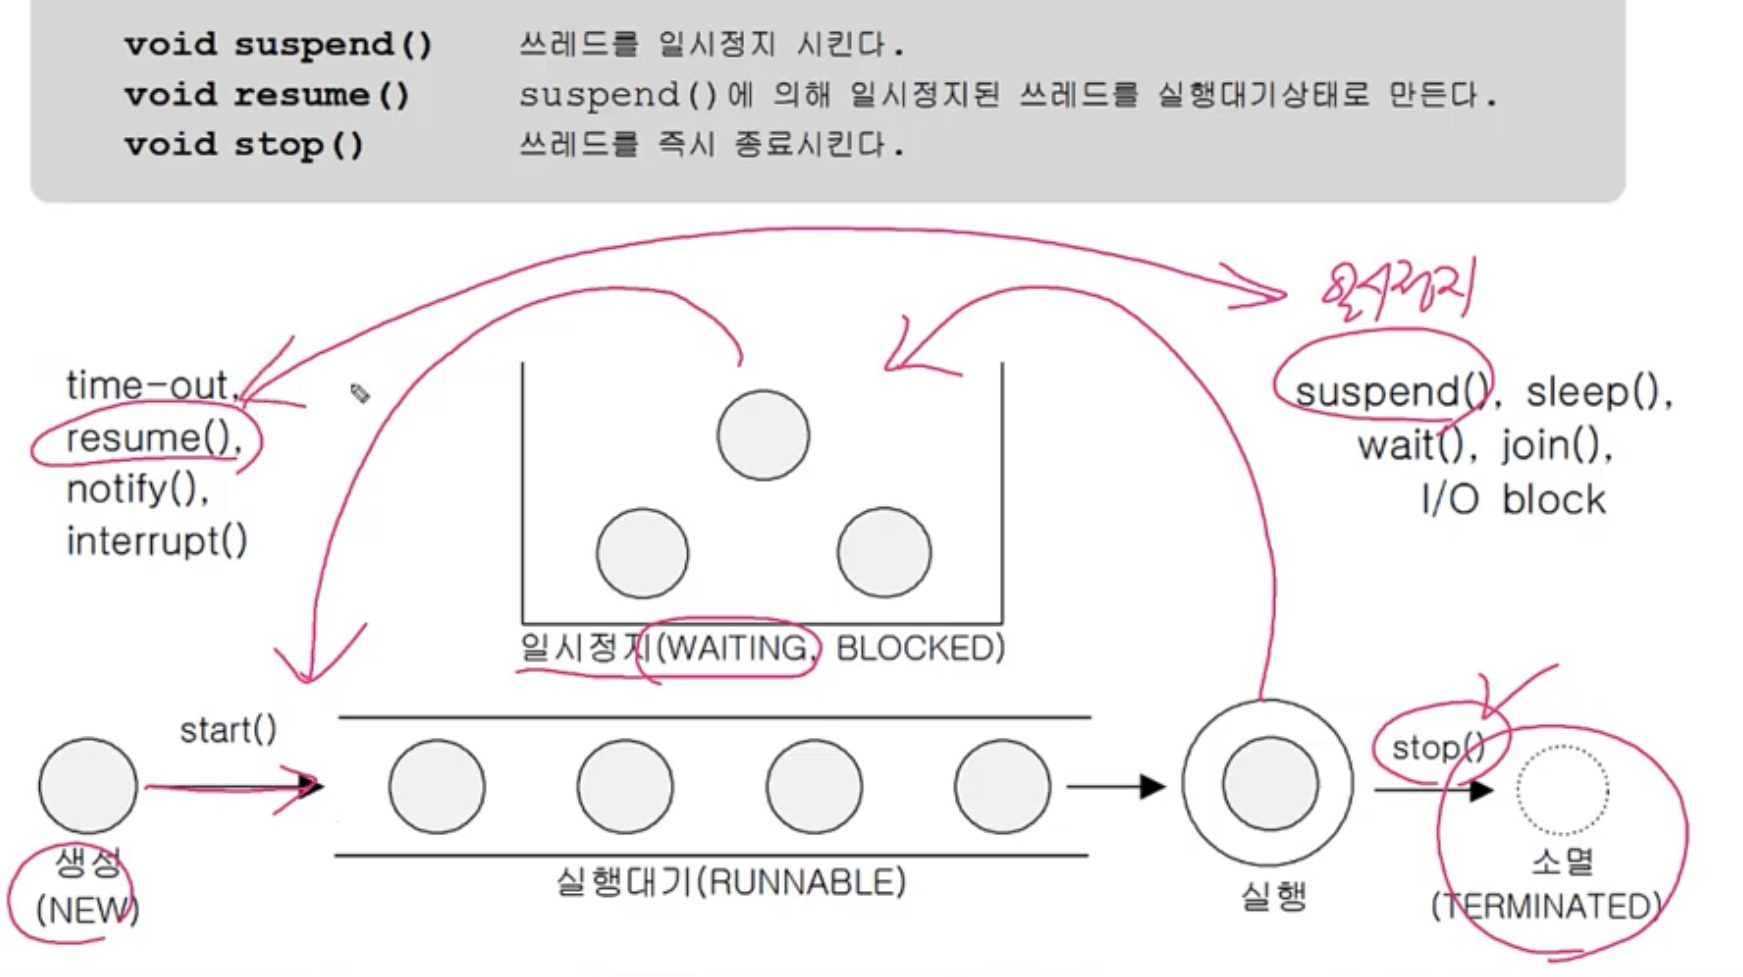 void suspend() 쓰레드를 일시정지 시킨다.
void resume() suspend()에 의해 일시정지된 쓰레드를 실행대기상태로 만든다.
void stop() 쓰레드를 즉시 종료시킨다.
일시정지
time-out,
resume(),
notify(),
interrupt()
suspend(), sleep(),
wait(), join(),
I/O block
일시정지(WAITING, BLOCKED)
start()
stop()
생성
(NEW)
실행대기(RUNNABLE)
실행
소멸
(TERMINATED)